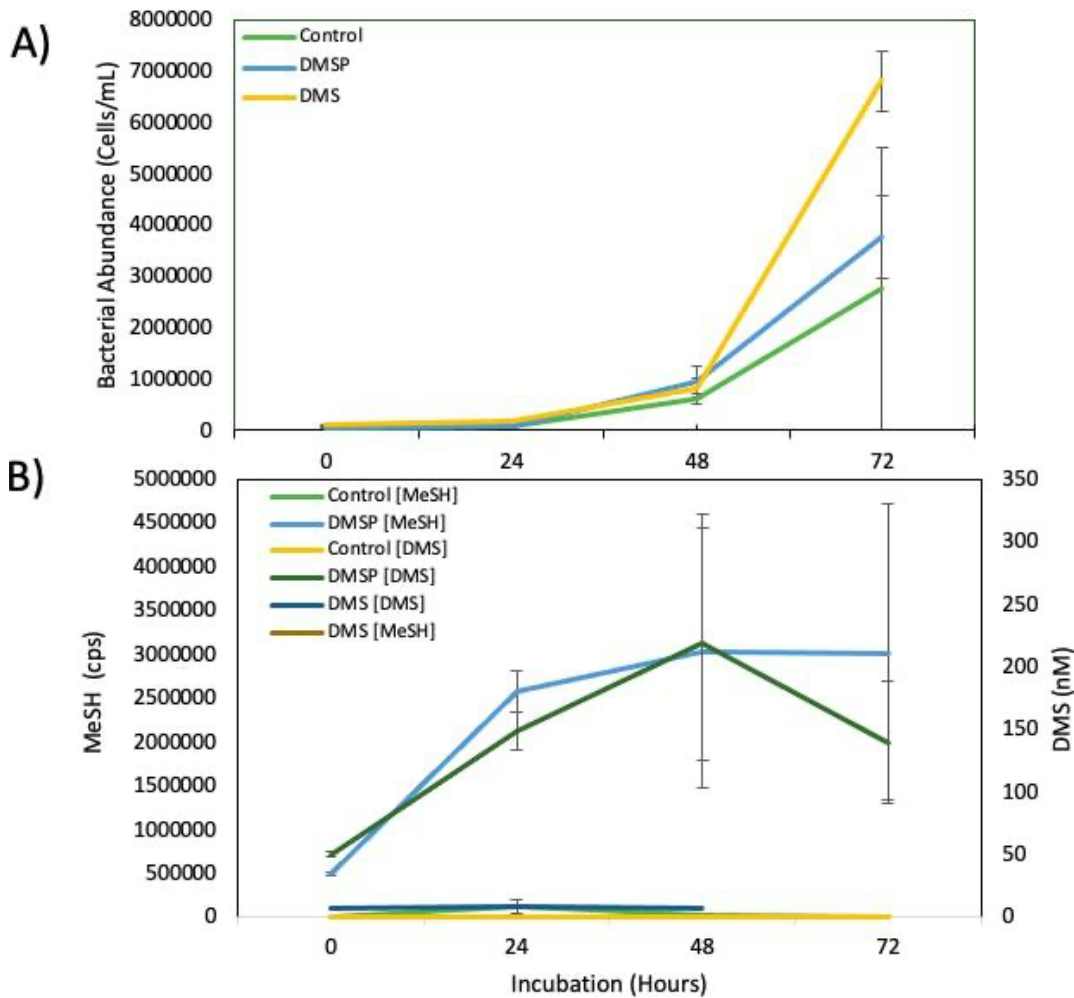 A)
Bacterial Abundance (Cells/mL)
8000000
7000000
6000000
5000000
4000000
3000000
2000000
1000000
0
Control
DMSP
DMS
0 24 48 72
B)
MeSH (cps)
5000000
4500000
4000000
3500000
3000000
2500000
2000000
1500000
1000000
500000
0
Control [MeSH]
DMSP [MeSH]
Control [DMS]
DMSP [DMS]
DMS [DMS]
DMS [MeSH]
350
300
250
200
150
100
50
0
DMS (nM)
0 24 48 72
Incubation (Hours)